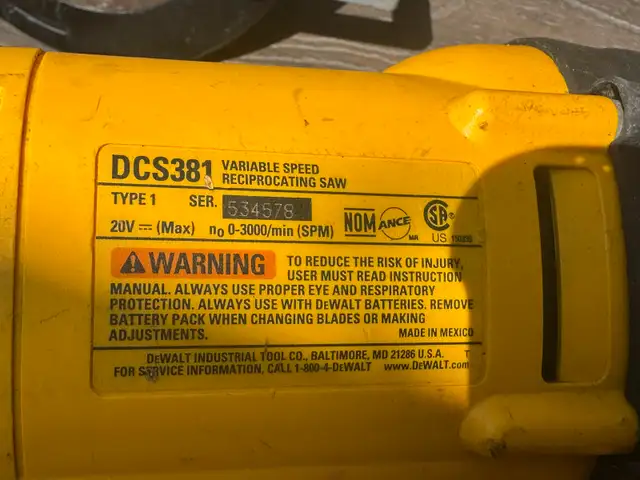 DCS381 VARIABLE SPEED
RECIPROCATING SAW
TYPE 1 SER. 534578
20V ⎓ (Max) n0 0-3000/min (SPM)
NOM ANCE MR SA US
WARNING TO REDUCE THE RISK OF INJURY,
USER MUST READ INSTRUCTION
MANUAL. ALWAYS USE PROPER EYE AND RESPIRATORY
PROTECTION. ALWAYS USE WITH DEWALT BATTERIES. REMOVE
BATTERY PACK WHEN CHANGING BLADES OR MAKING
ADJUSTMENTS. MADE IN MEXICO
DEWALT INDUSTRIAL TOOL CO., BALTIMORE, MD 21286 U.S.A. T
FOR SERVICE INFORMATION, CALL 1-800-4-DEWALT www.DEWALT.com